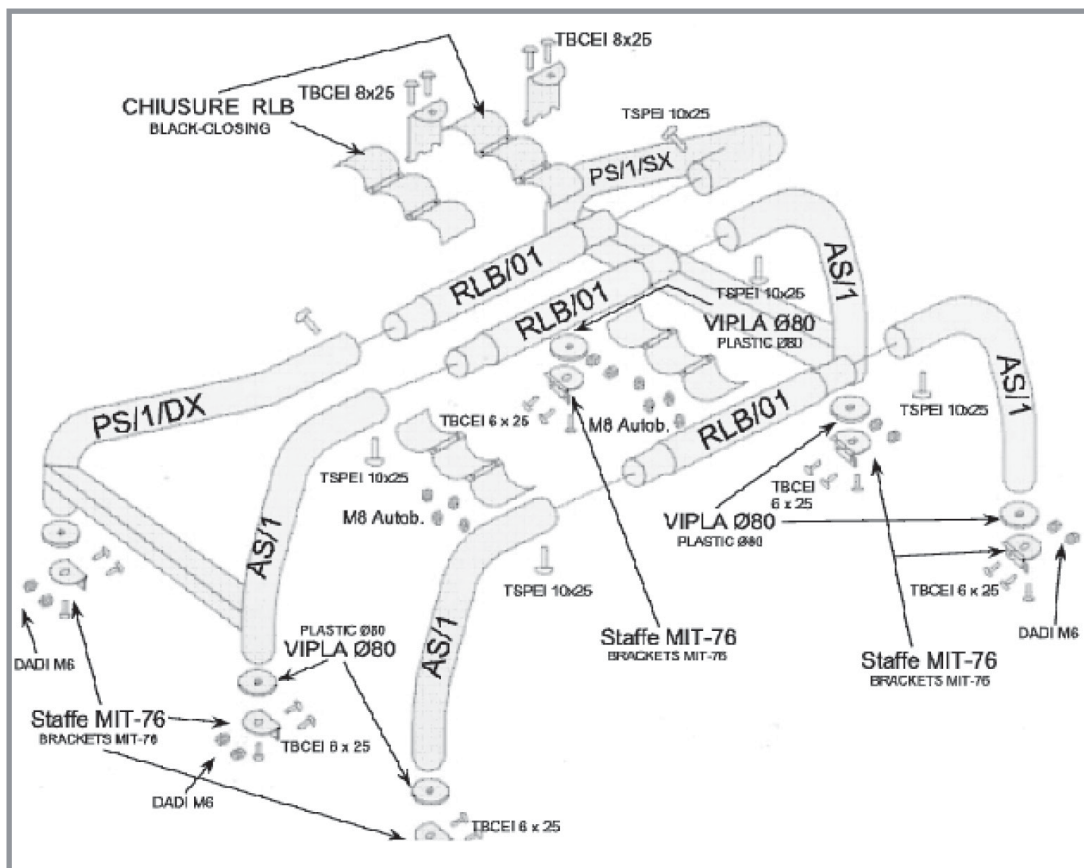 TBCEI 8x25
TBCEI 8x25
CHIUSURE RLB
BLACK-CLOSING
TSPEI 10x25
PS/1/SX
AS/1
RLB/01
RLB/01
TSPEI 10x25
VIPLA Ø80
PLASTIC Ø80
AS/1
PS/1/DX
TBCEI 6 x 25
M8 Autob.
RLB/01
TSPEI 10x25
TSPEI 10x25
TBCEI
6 x 25
M8 Autob.
VIPLA Ø80
PLASTIC Ø80
AS/1
TSPEI 10x25
TBCEI 6 x 25
AS/1
PLASTIC Ø80
VIPLA Ø80
Staffe MIT-76
BRACKETS MIT-76
DADI M6
Staffe MIT-76
BRACKETS MIT-76
DADI M6
Staffe MIT-76
BRACKETS MIT-76
TBCEI 6 x 25
DADI M6
TBCEI 6 x 25